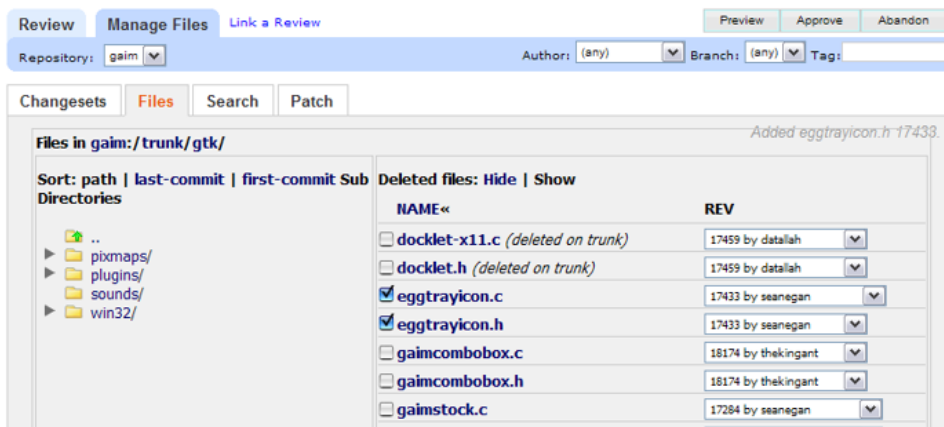 Review Manage Files Link a Review Preview Approve Abandon
Repository: gaim Author: (any) Branch: (any) Tag:
Changesets Files Search Patch
Added eggtrayicon.h 17433.
Files in gaim:/trunk/gtk/
Sort: path | last-commit | first-commit Sub
Directories
..
pixmaps/
plugins/
sounds/
win32/
Deleted files: Hide | Show
NAME« REV
docklet-x11.c (deleted on trunk) 17459 by datallah
docklet.h (deleted on trunk) 17459 by datallah
eggtrayicon.c 17433 by seanegan
eggtrayicon.h 17433 by seanegan
gaimcombobox.c 18174 by thekingant
gaimcombobox.h 18174 by thekingant
gaimstock.c 17284 by seanegan